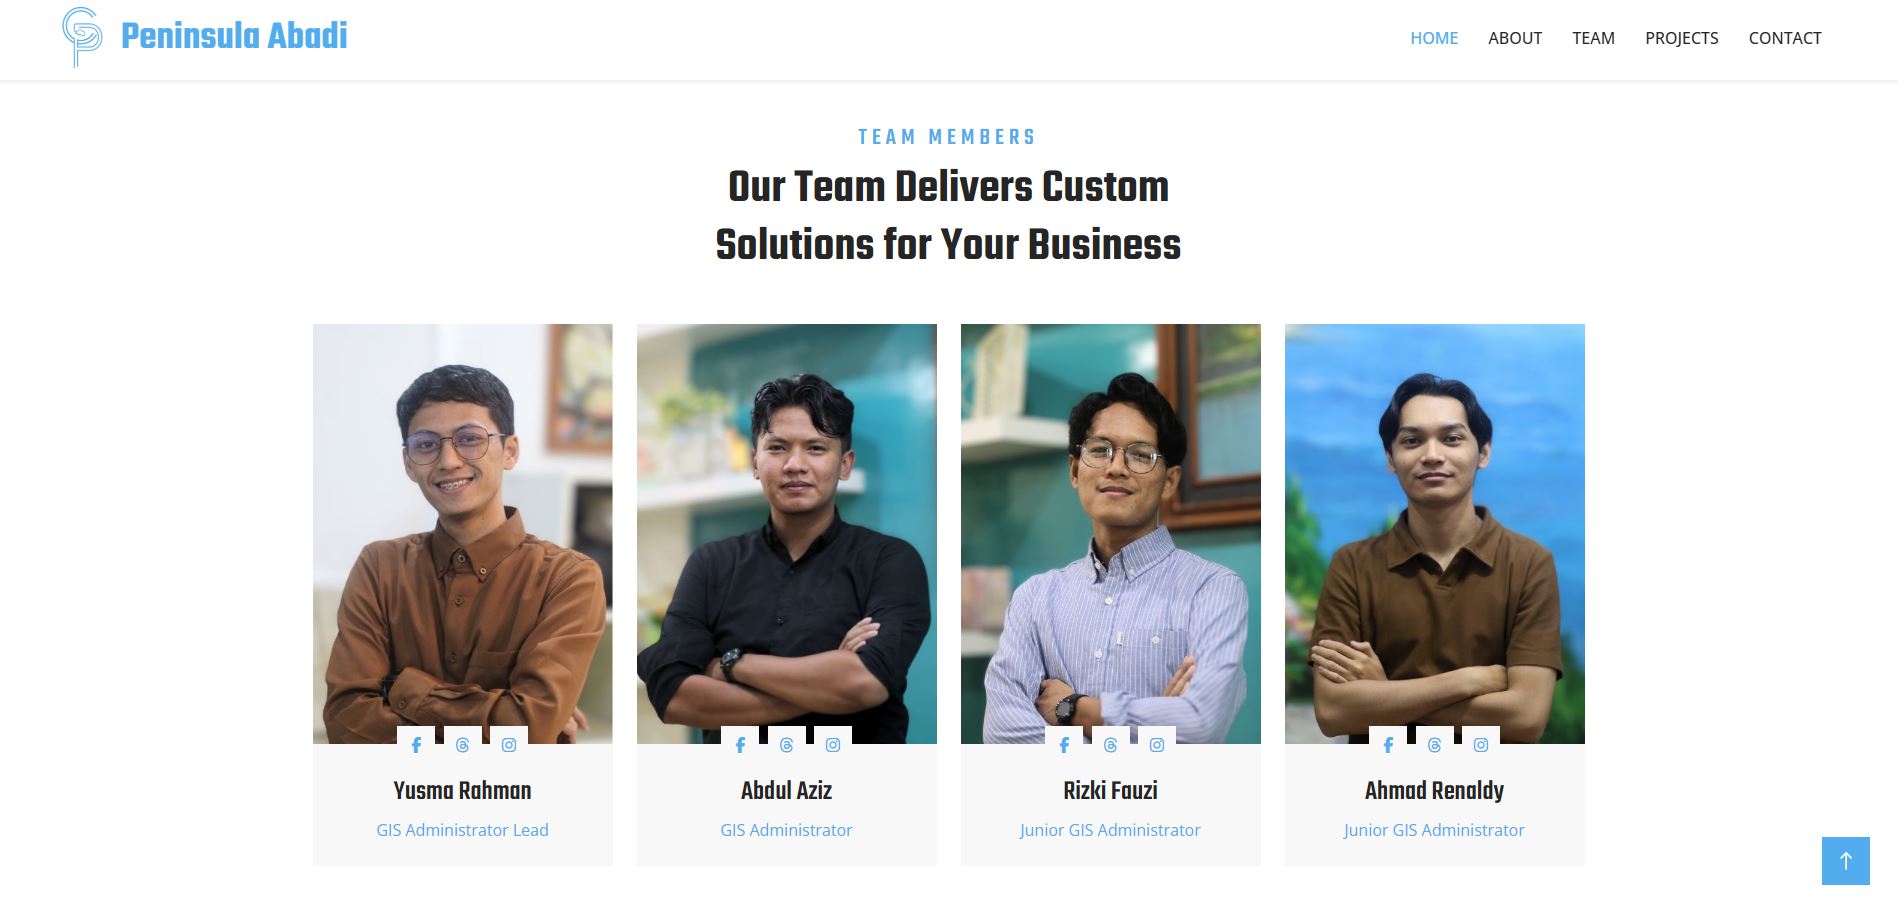 Peninsula Abadi
HOME ABOUT TEAM PROJECTS CONTACT
TEAM MEMBERS
Our Team Delivers Custom
Solutions for Your Business
Yusma Rahman
GIS Administrator Lead
Abdul Aziz
GIS Administrator
Rizki Fauzi
Junior GIS Administrator
Ahmad Renaldy
Junior GIS Administrator